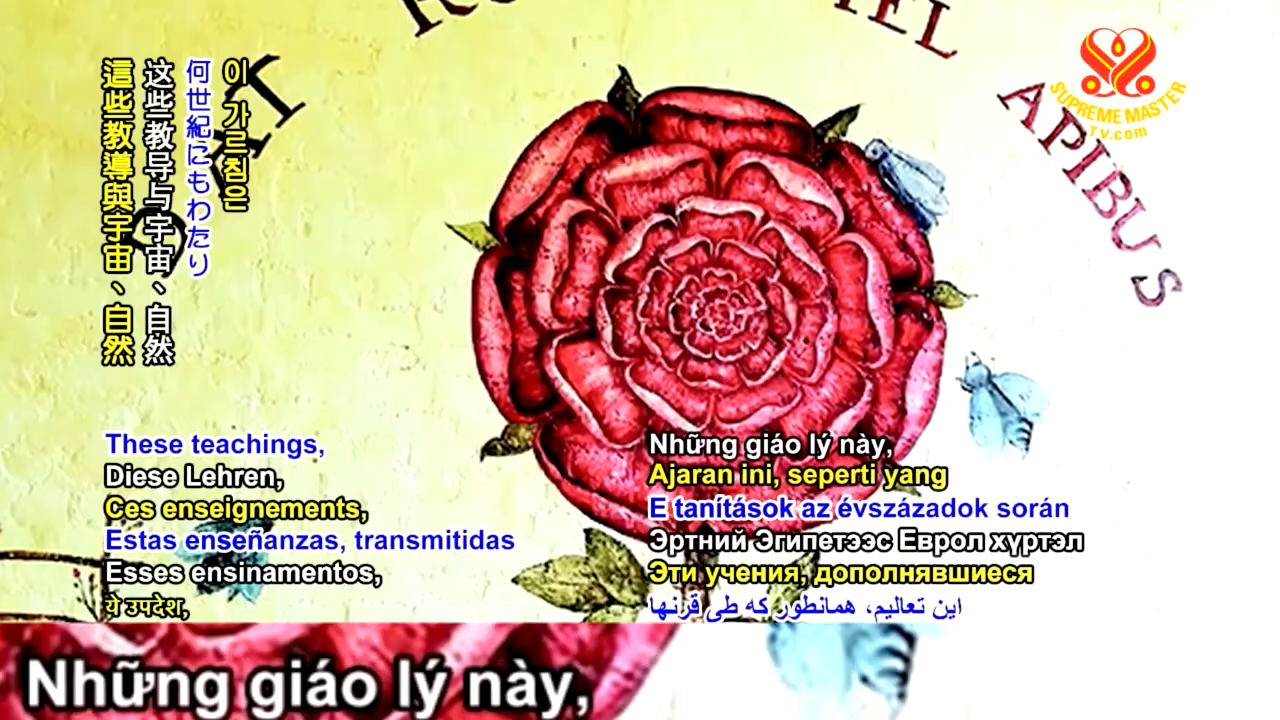 DAT
APIBUS
SUPREME MASTER
TV.com
이 가르침은
何世紀にもわたり
这些教导与宇宙、自然
這些教導與宇宙、自然
These teachings,
Diese Lehren,
Ces enseignements,
Estas enseñanzas, transmitidas
Esses ensinamentos,
ये उपदेश,
Những giáo lý này,
Ajaran ini, seperti yang
E tanítások az évszázadok során
Эртний Эгипетээс Еврол хүртэл
Эти учения, дополнявшиеся
این تعالیم، همانطور که طی قرنها
Những giáo lý này,